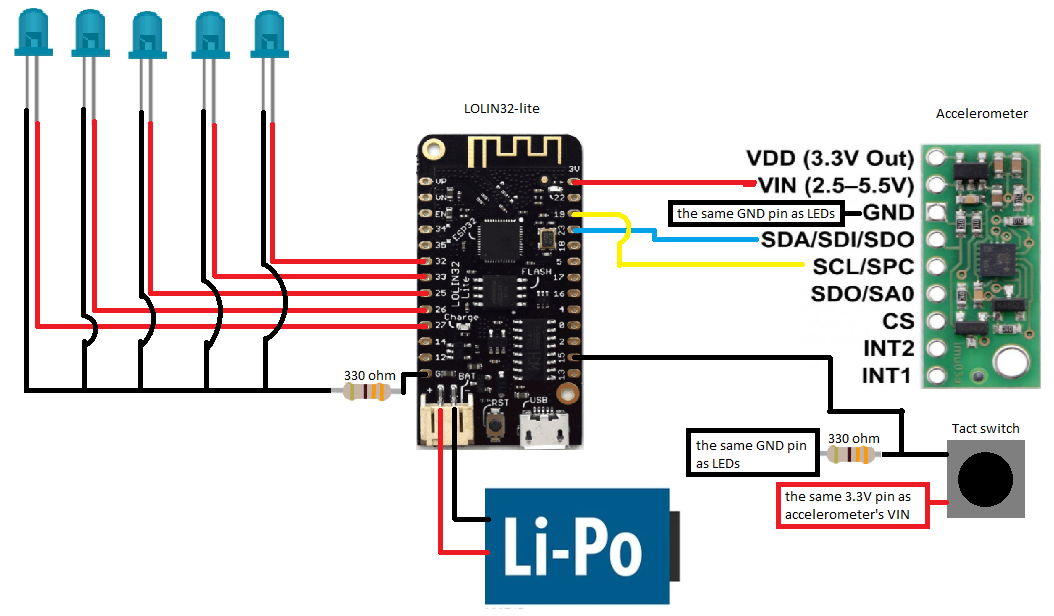 LOLIN32-lite
Accelerometer
3V
VP
VN
EN
34
35
32
33
25
26
27
14
12
G
22
19
23
18
5
17
16
4
0
2
15
13
ESP32
LOLIN32
Lite
FLASH
Charge
BAT
+
-
RST
USB
VDD (3.3V Out)
VIN (2.5–5.5V)
the same GND pin as LEDs
GND
SDA/SDI/SDO
SCL/SPC
SDO/SA0
CS
INT2
INT1
330 ohm
Tact switch
the same GND pin
as LEDs
330 ohm
the same 3.3V pin as
accelerometer's VIN
Li-Po